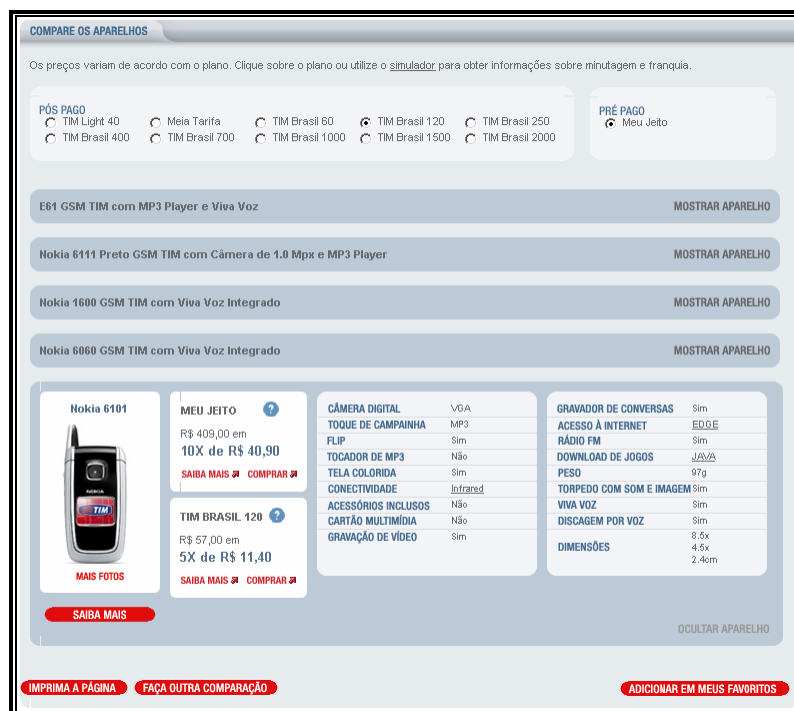 COMPARE OS APARELHOS
Os preços variam de acordo com o plano. Clique sobre o plano ou utilize o simulador para obter informações sobre minutagem e franquia.
PÓS PAGO
TIM Light 40 Meia Tarifa TIM Brasil 60 TIM Brasil 120 TIM Brasil 250
TIM Brasil 400 TIM Brasil 700 TIM Brasil 1000 TIM Brasil 1500 TIM Brasil 2000
PRÉ PAGO
Meu Jeito
E61 GSM TIM com MP3 Player e Viva Voz MOSTRAR APARELHO
Nokia 6111 Preto GSM TIM com Câmera de 1.0 Mpx e MP3 Player MOSTRAR APARELHO
Nokia 1600 GSM TIM com Viva Voz Integrado MOSTRAR APARELHO
Nokia 6060 GSM TIM com Viva Voz Integrado MOSTRAR APARELHO
Nokia 6101
NOKIA
TIM
MAIS FOTOS
SAIBA MAIS
MEU JEITO ?
R$ 409,00 em
10X de R$ 40,90
SAIBA MAIS COMPRAR
TIM BRASIL 120 ?
R$ 57,00 em
5X de R$ 11,40
SAIBA MAIS COMPRAR
CÂMERA DIGITAL VGA
TOQUE DE CAMPAINHA MP3
FLIP Sim
TOCADOR DE MP3 Não
TELA COLORIDA Sim
CONECTIVIDADE Infrared
ACESSÓRIOS INCLUSOS Não
CARTÃO MULTIMÍDIA Não
GRAVAÇÃO DE VÍDEO Sim
GRAVADOR DE CONVERSAS Sim
ACESSO À INTERNET EDGE
RÁDIO FM Sim
DOWNLOAD DE JOGOS JAVA
PESO 97g
TORPEDO COM SOM E IMAGEM Sim
VIVA VOZ Sim
DISCAGEM POR VOZ Sim
DIMENSÕES 8.5x
4.5x
2.4cm
OCULTAR APARELHO
IMPRIMA A PÁGINA FAÇA OUTRA COMPARAÇÃO ADICIONAR EM MEUS FAVORITOS